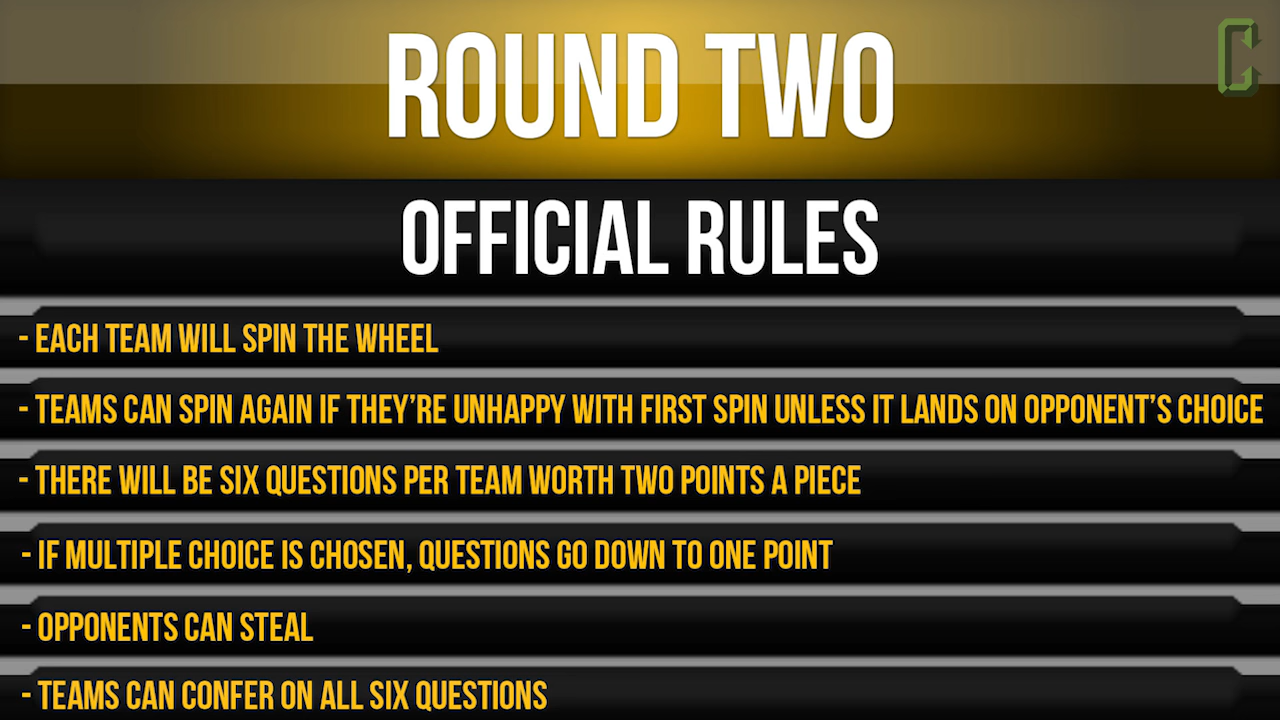 ROUND TWO
OFFICIAL RULES
- EACH TEAM WILL SPIN THE WHEEL
- TEAMS CAN SPIN AGAIN IF THEY'RE UNHAPPY WITH FIRST SPIN UNLESS IT LANDS ON OPPONENT'S CHOICE
- THERE WILL BE SIX QUESTIONS PER TEAM WORTH TWO POINTS A PIECE
- IF MULTIPLE CHOICE IS CHOSEN, QUESTIONS GO DOWN TO ONE POINT
- OPPONENTS CAN STEAL
- TEAMS CAN CONFER ON ALL SIX QUESTIONS